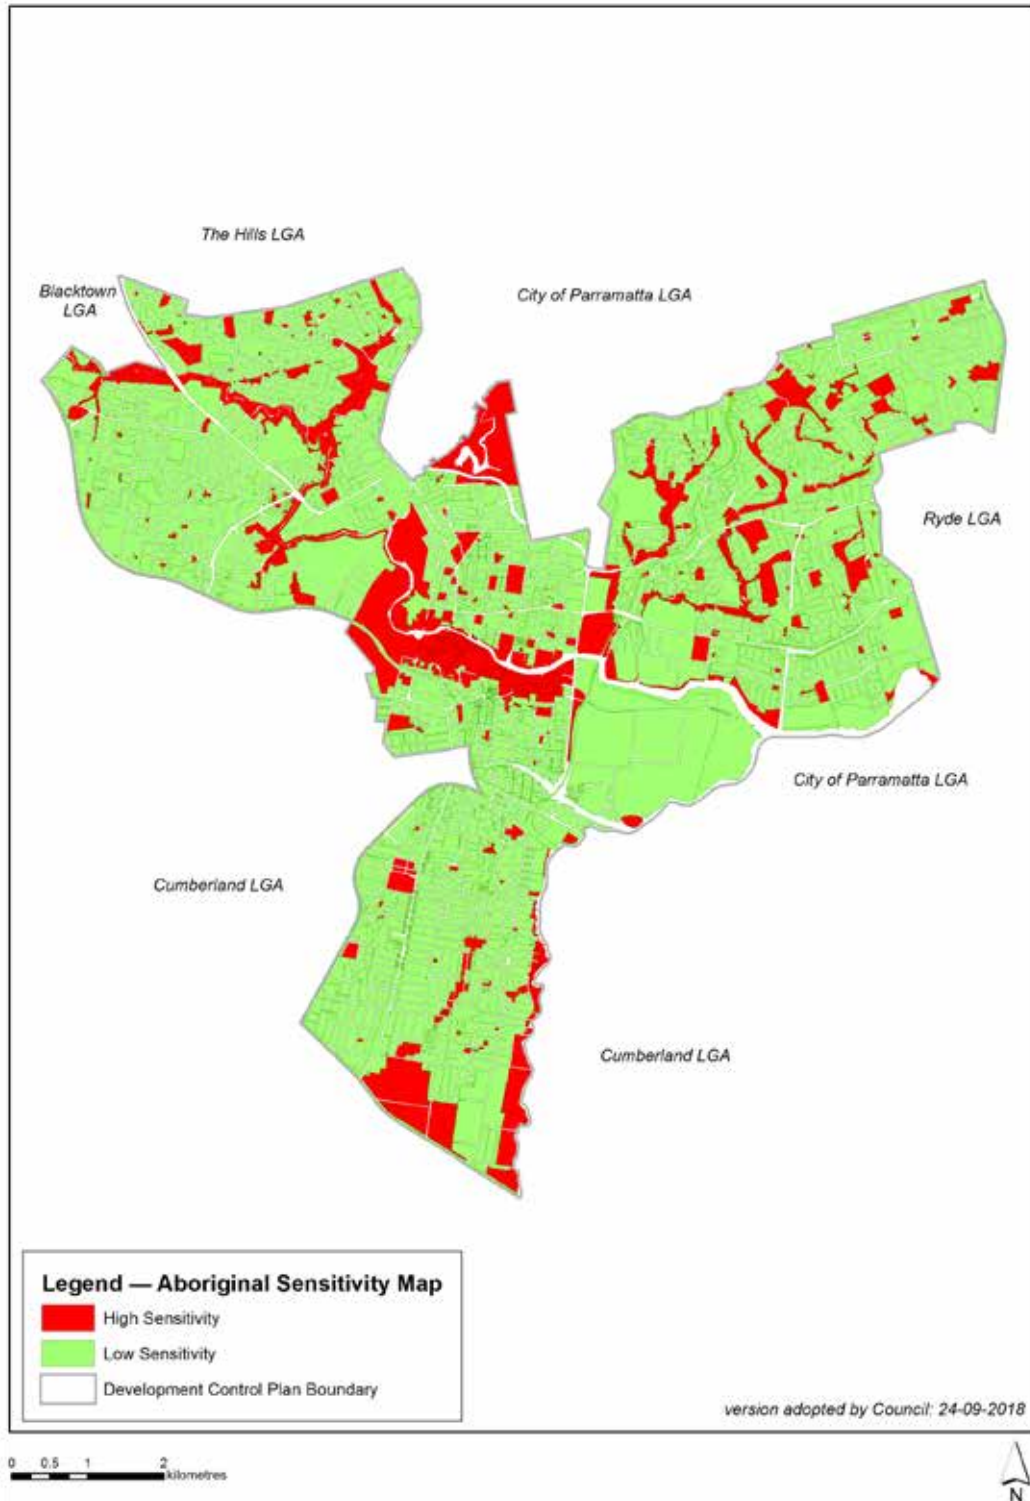 The Hills LGA
Blacktown
LGA
City of Parramatta LGA
Ryde LGA
City of Parramatta LGA
Cumberland LGA
Cumberland LGA
Legend — Aboriginal Sensitivity Map
High Sensitivity
Low Sensitivity
Development Control Plan Boundary
version adopted by Council: 24-09-2018
0 0.5 1 2
kilometres
N